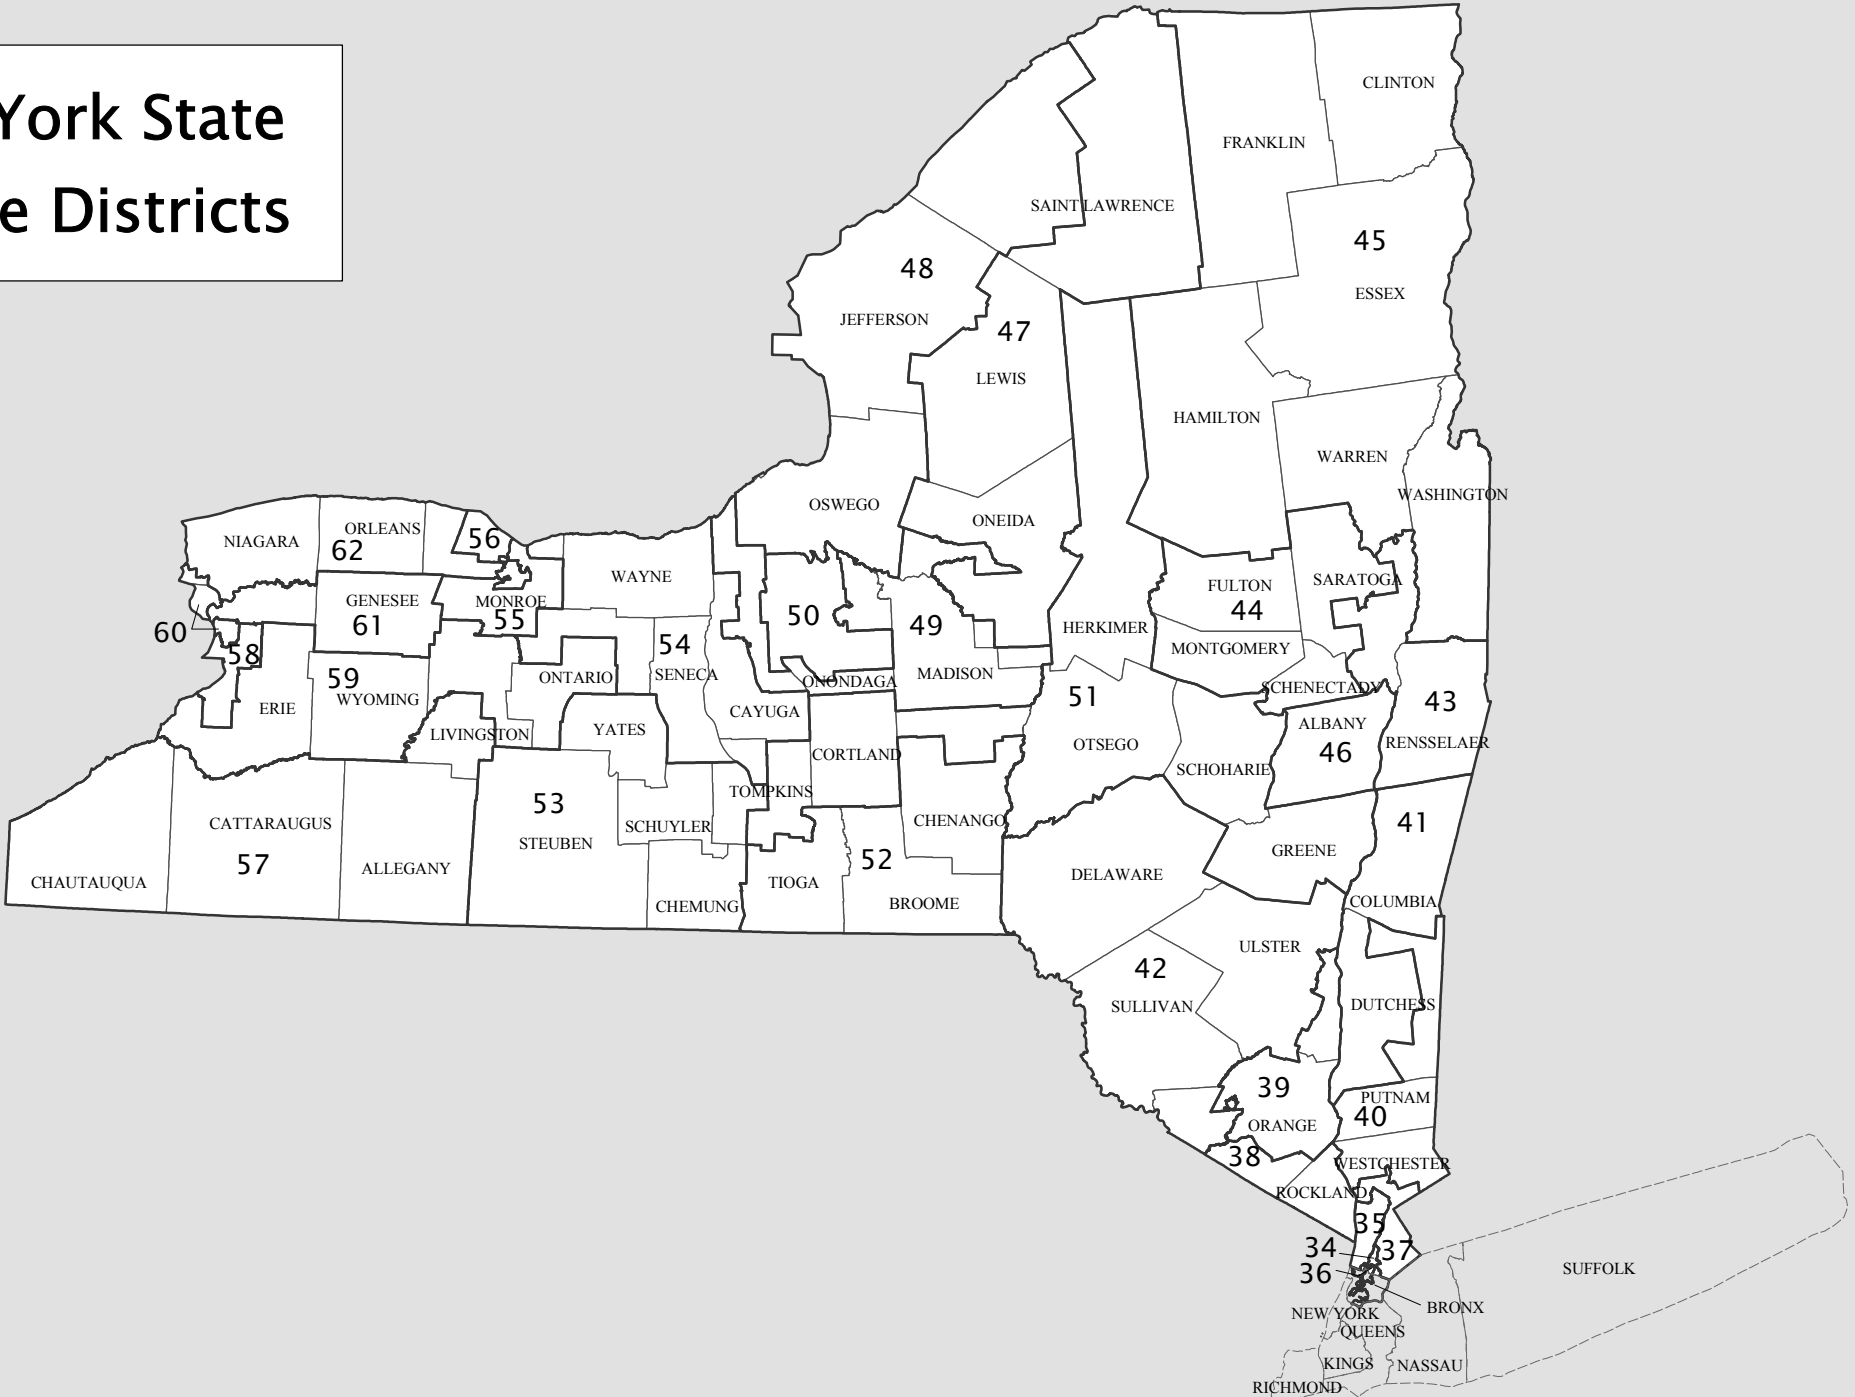 York State
e Districts
CLINTON
FRANKLIN
SAINT LAWRENCE
45
48
ESSEX
JEFFERSON
47
LEWIS
HAMILTON
WARREN
WASHINGTON
OSWEGO
ONEIDA
NIAGARA
ORLEANS
56
62
WAYNE
FULTON
SARATOGA
GENESEE
MONROE
44
61
55
50
49
HERKIMER
60
58
54
MONTGOMERY
59
SENECA
ONTARIO
ONONDAGA
MADISON
SCHENECTADY
WYOMING
51
43
ERIE
CAYUGA
ALBANY
LIVINGSTON
YATES
OTSEGO
RENSSELAER
CORTLAND
46
SCHOHARIE
TOMPKINS
53
CATTARAUGUS
SCHUYLER
CHENANGO
41
STEUBEN
GREENE
57
ALLEGANY
52
DELAWARE
CHAUTAUQUA
TIOGA
CHEMUNG
BROOME
COLUMBIA
ULSTER
42
SULLIVAN
DUTCHESS
39
PUTNAM
40
ORANGE
38
WESTCHESTER
ROCKLAND
35
34
37
36
SUFFOLK
BRONX
NEW YORK
QUEENS
KINGS
NASSAU
RICHMOND